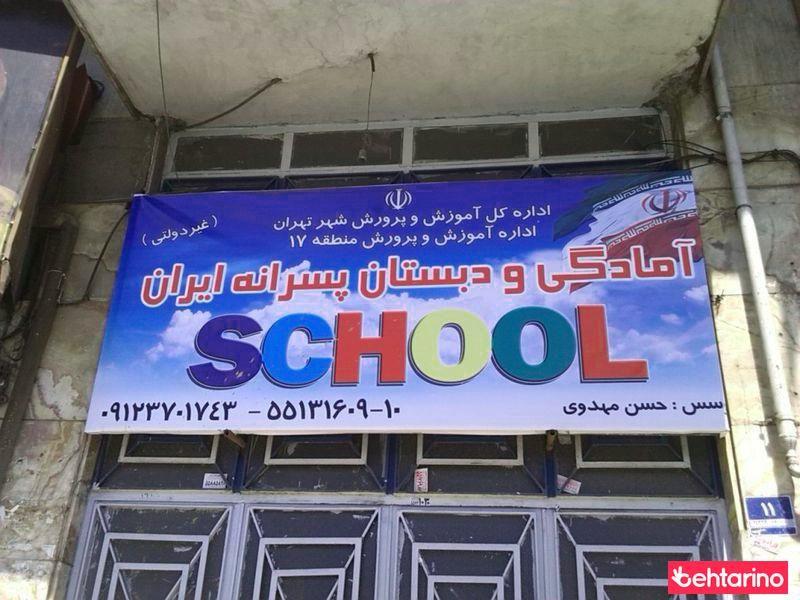 اداره کل آموزش و پرورش شهر تهران
(غیردولتی)
اداره آموزش و پرورش منطقه ۱۷
آمادگی و دبستان پسرانه ایران
SCHOOL
سس : حسن مهدوی
۵۵۱۳۱۶۰۹-۱۰ - ۰۹۱۲۳۷۰۱۷۴۳
۱۱
behtarino